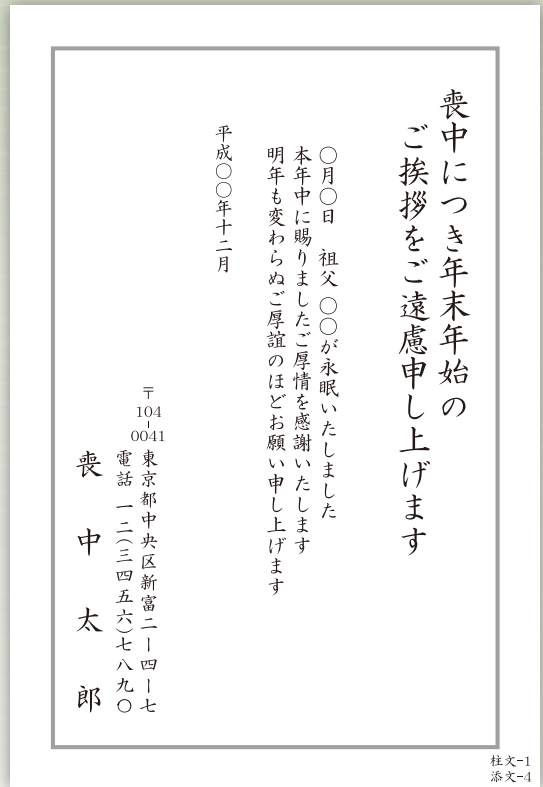 喪中につき年末年始の
ご挨拶をご遠慮申し上げます
〇月〇日　祖父 〇〇が永眠いたしました
本年中に賜りましたご厚情を感謝いたします
明年も変わらぬご厚誼のほどお願い申し上げます
平成〇〇年十二月
〒104-0041
東京都中央区新富二ー四ー七
電話 一二(三四五六)七八九〇
喪中太郎
柱文-1
添文-4